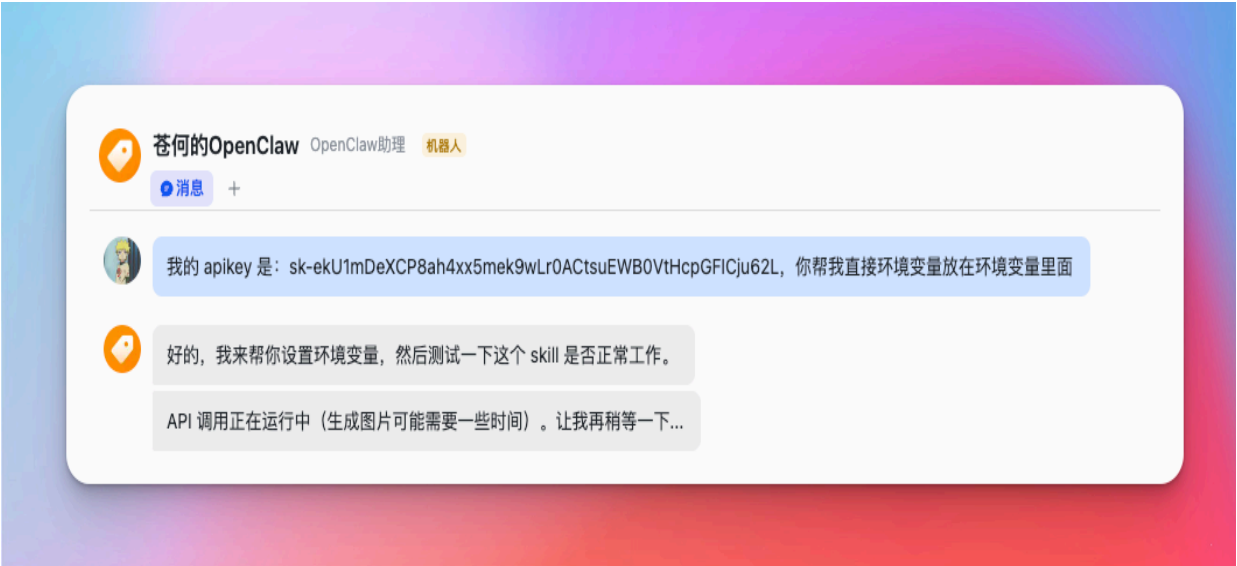 苍何的OpenClaw OpenClaw助理 机器人
消息 +
我的 apikey 是：sk-ekU1mDeXCP8ah4xx5mek9wLr0ACtsuEWB0VtHcpGFICju62L，你帮我直接环境变量放在环境变量里面
好的，我来帮你设置环境变量，然后测试一下这个 skill 是否正常工作。
API 调用正在运行中（生成图片可能需要一些时间）。让我再稍等一下...